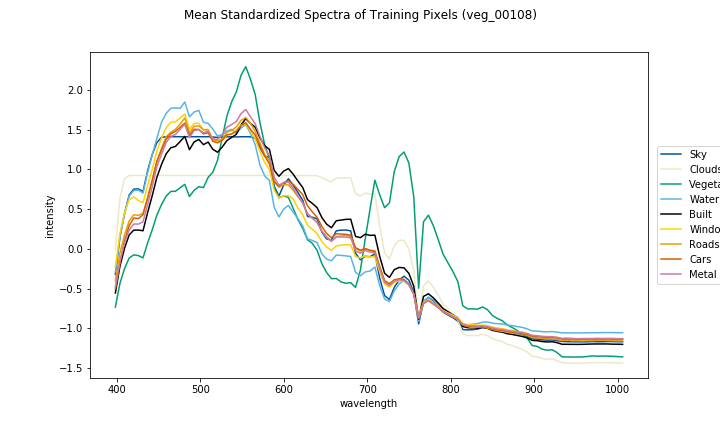 Mean Standardized Spectra of Training Pixels (veg_00108)
2.0
1.5
1.0
0.5
0.0
−0.5
−1.0
−1.5
intensity
400
500
600
700
800
900
1000
wavelength
Sky
Clouds
Vegeta
Water
Built
Windo
Roads
Cars
Metal